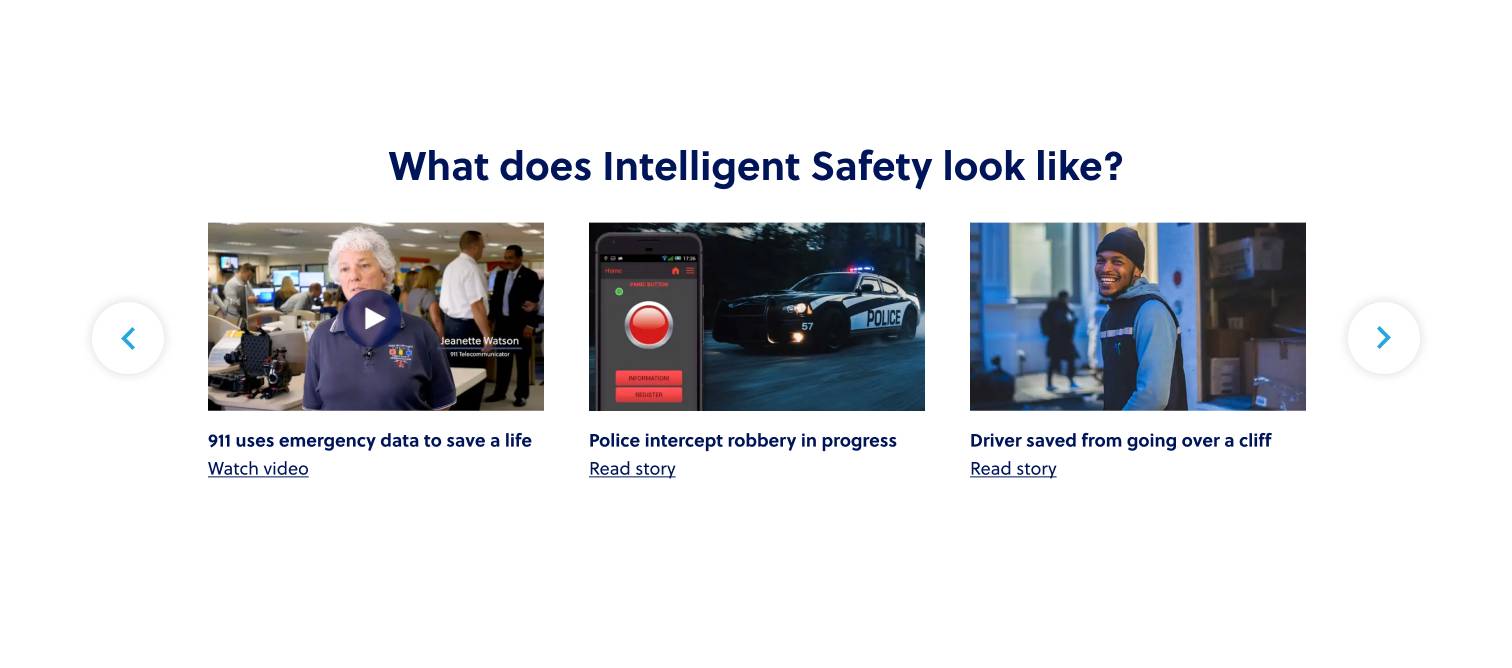 What does Intelligent Safety look like?
Jeanette Watson
911 Telecommunicator
17:26
Home
PANIC BUTTON
INFORMATION!
REGISTER
57
POLICE
911 uses emergency data to save a life
Police intercept robbery in progress
Driver saved from going over a cliff
Watch video
Read story
Read story